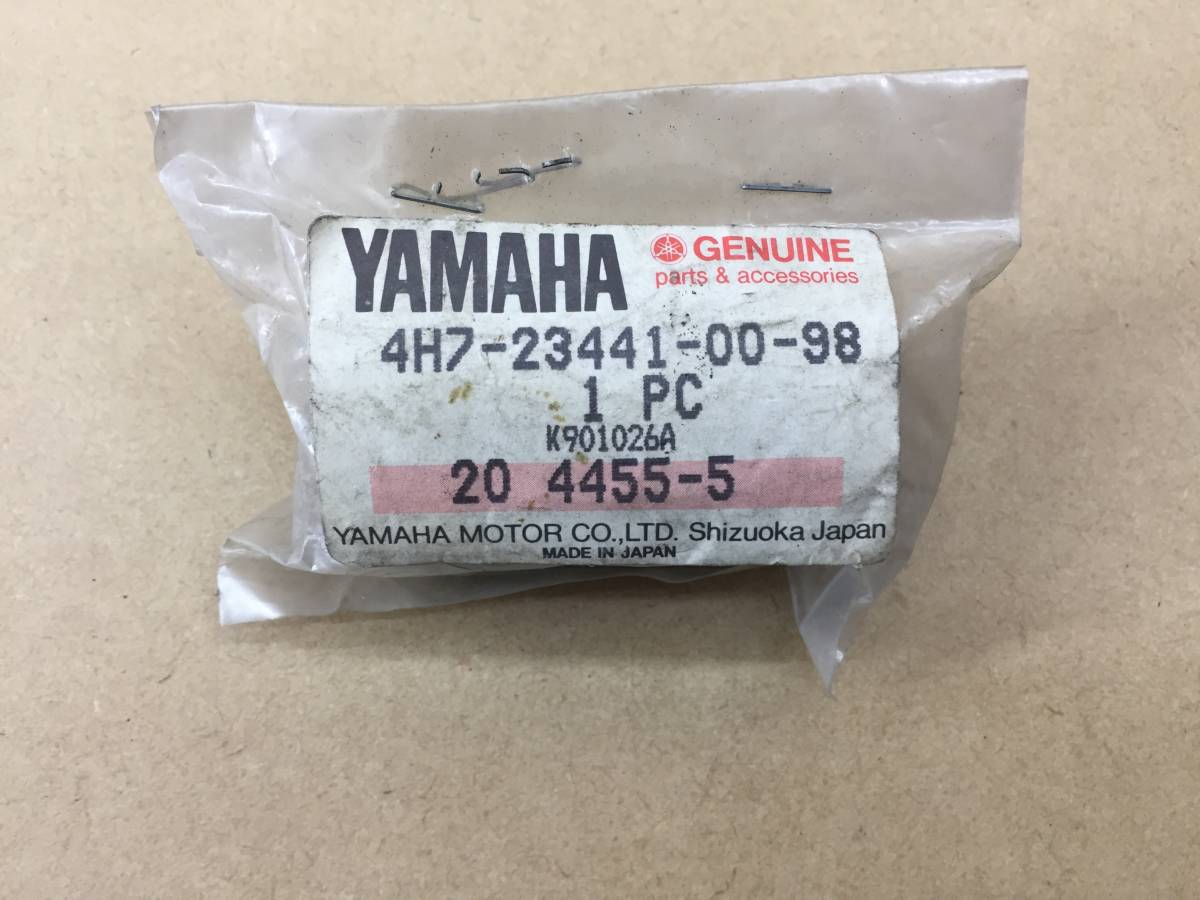 YAMAHA GENUINE
parts & accessories
4H7-23441-00-98
1 PC
K901026A
20 4455-5
YAMAHA MOTOR CO.,LTD. Shizuoka Japan
MADE IN JAPAN